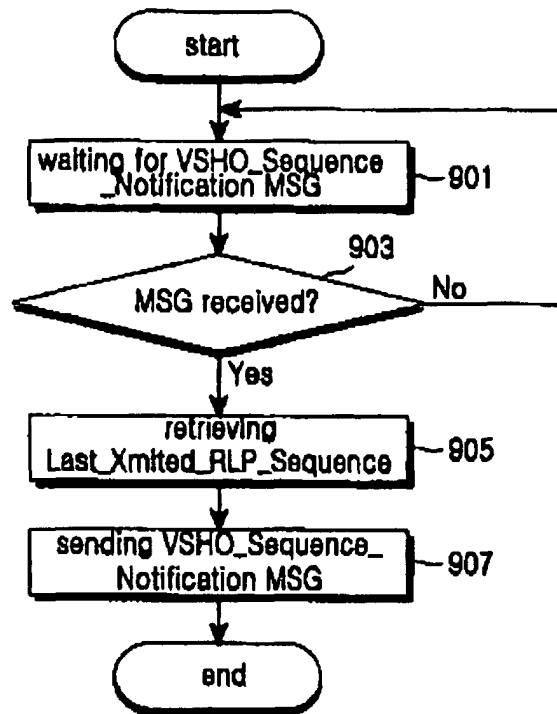 start
waiting for VSHO_Sequence
_Notification MSG
901
903
MSG received?
No
Yes
retrieving
Last_Xmited_RLP_Sequence
905
sending VSHO_Sequence_
Notification MSG
907
end